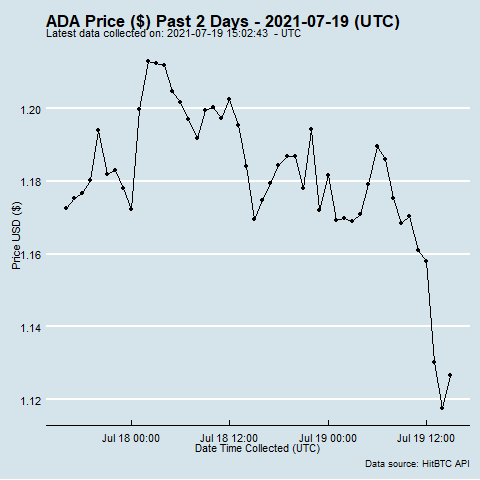 ADA Price ($) Past 2 Days - 2021-07-19 (UTC)
Latest data collected on: 2021-07-19 15:02:43  - UTC
Price USD ($)
1.20
1.18
1.16
1.14
1.12
Jul 18 00:00
Jul 18 12:00
Jul 19 00:00
Jul 19 12:00
Date Time Collected (UTC)
Data source: HitBTC API